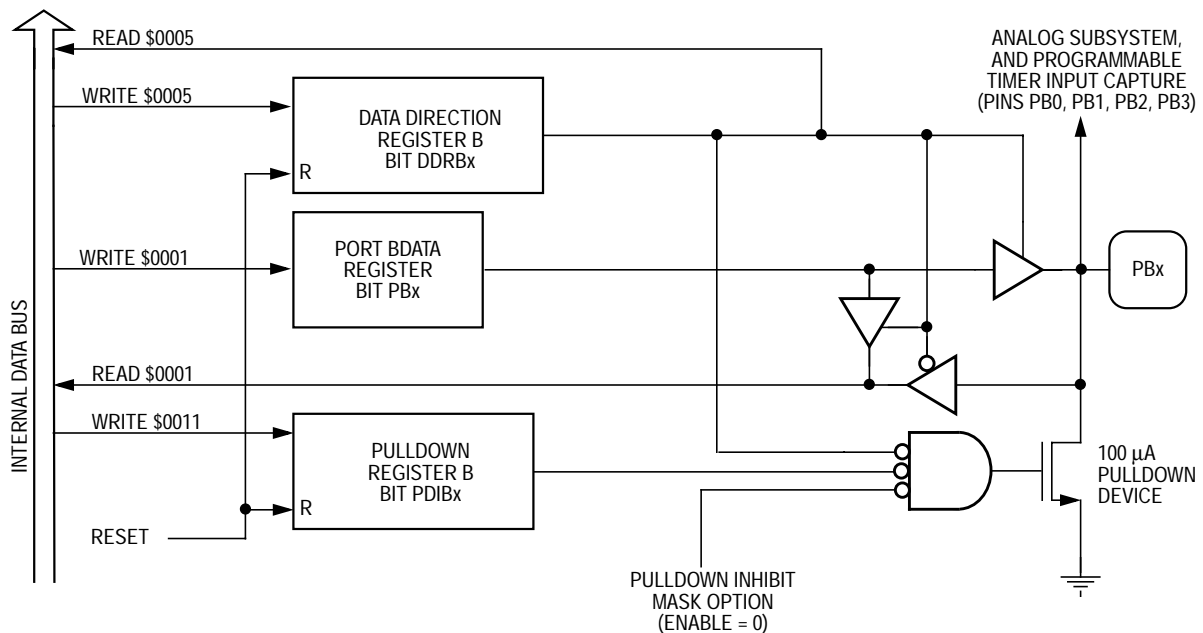 READ $0005
WRITE $0005
DATA DIRECTION
REGISTER B
BIT DDRBx
R
ANALOG SUBSYSTEM,
AND PROGRAMMABLE
TIMER INPUT CAPTURE
(PINS PB0, PB1, PB2, PB3)
WRITE $0001
PORT BDATA
REGISTER
BIT PBx
PBx
INTERNAL DATA BUS
READ $0001
WRITE $0011
PULLDOWN
REGISTER B
BIT PDIBx
R
100 µA
PULLDOWN
DEVICE
RESET
PULLDOWN INHIBIT
MASK OPTION
(ENABLE = 0)